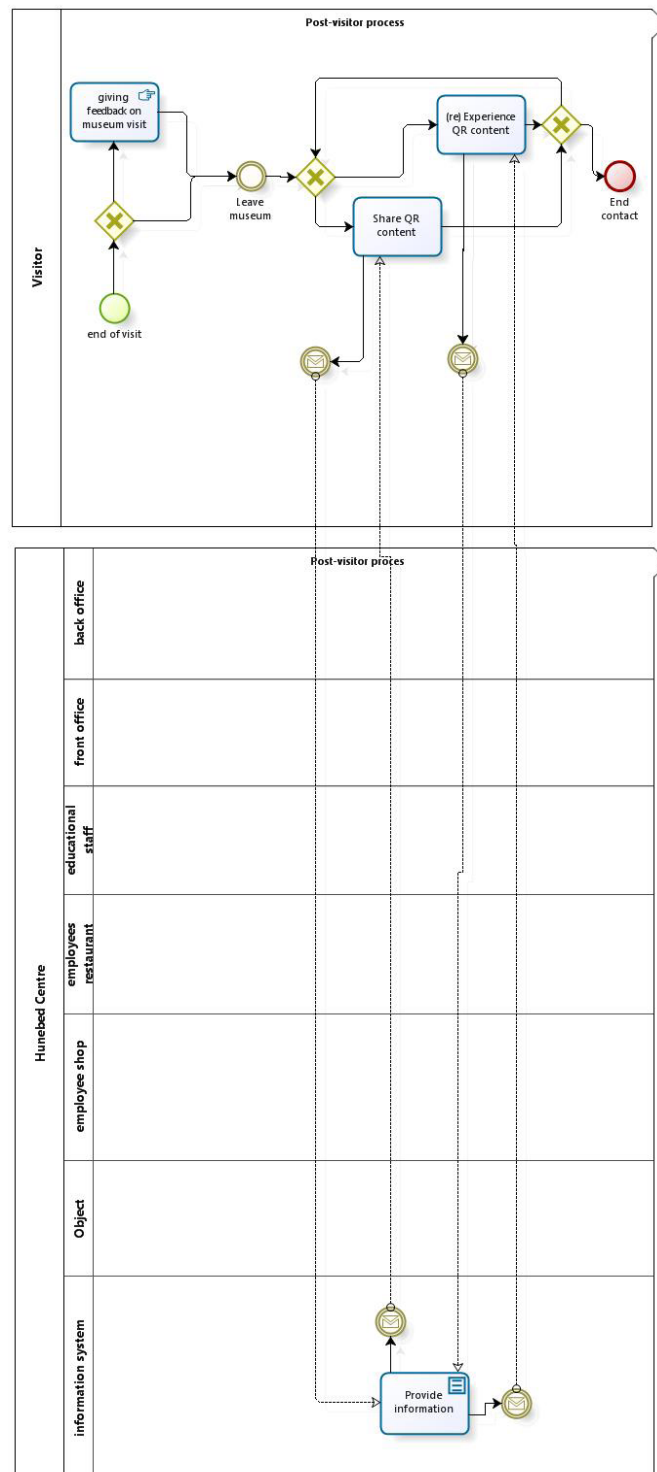 Post-visitor process
Visitor
giving
feedback on
museum visit
(re) Experience
QR content
Leave
museum
Share QR
content
End
contact
end of visit
Hunebed Centre
Post-visitor proces
back office
front office
educational
staff
employees
restaurant
employee shop
Object
information system
Provide
information